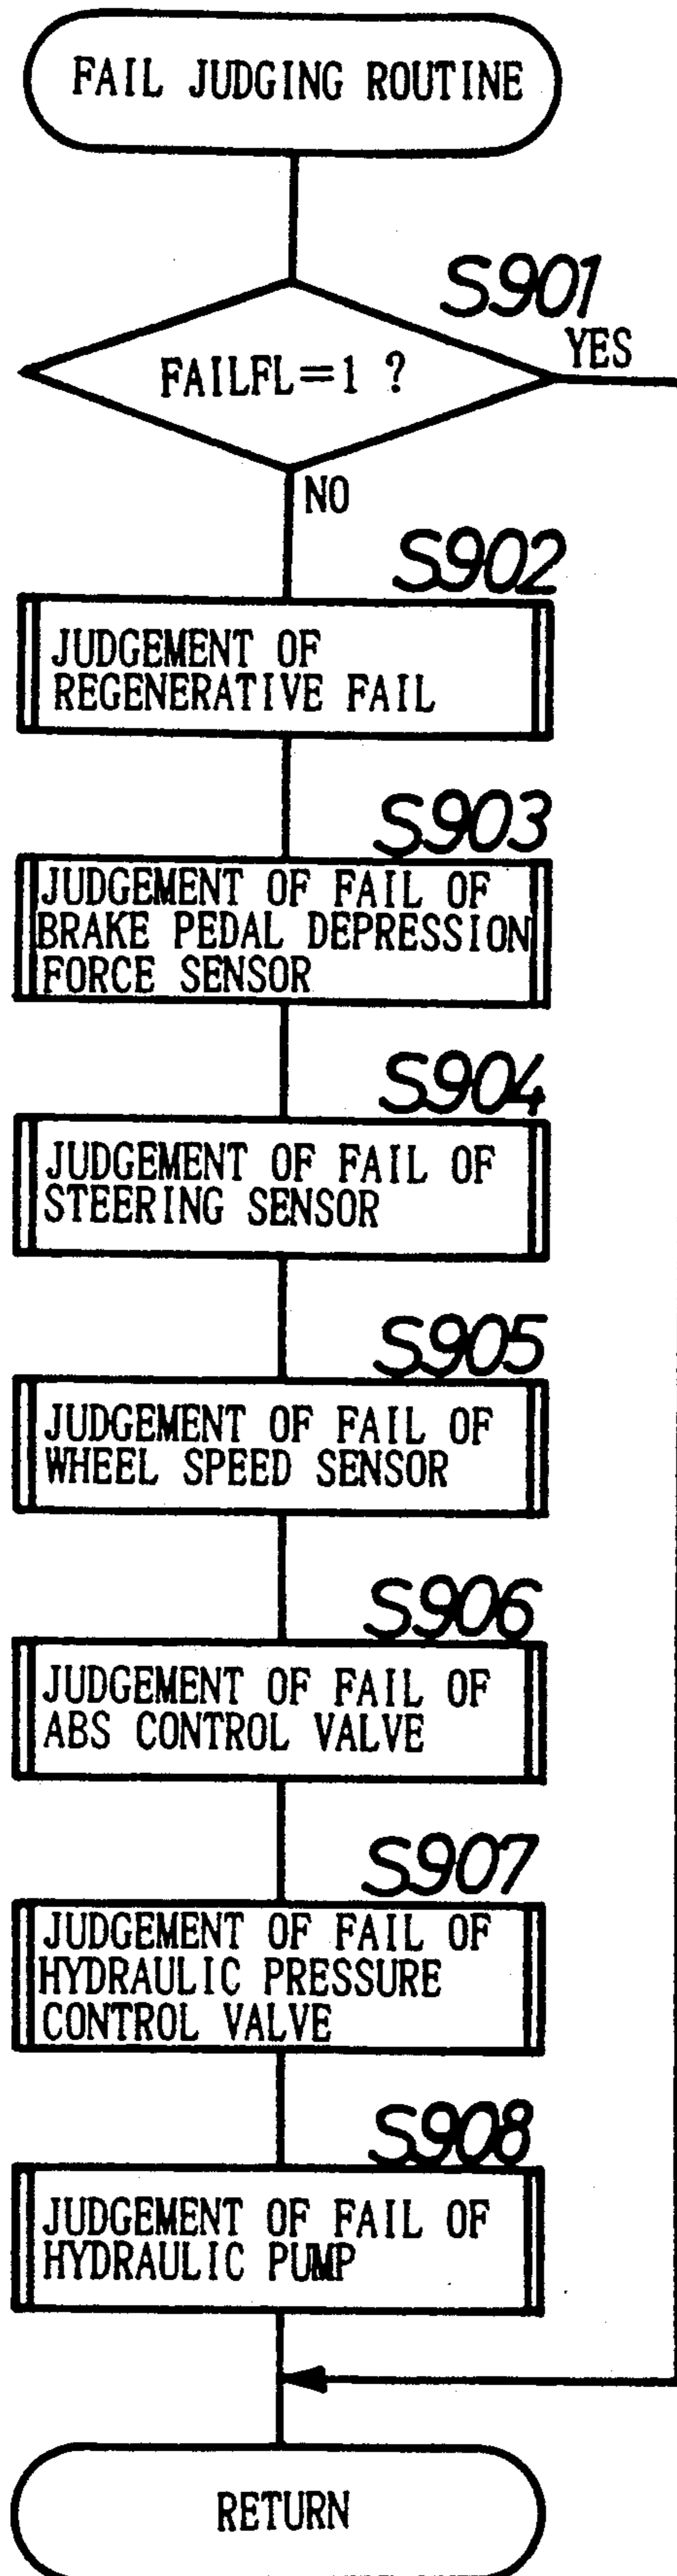 FAIL JUDGING ROUTINE
S901
FAILFL=1 ?
YES
NO
S902
JUDGEMENT OF
REGENERATIVE FAIL
S903
JUDGEMENT OF FAIL OF
BRAKE PEDAL DEPRESSION
FORCE SENSOR
S904
JUDGEMENT OF FAIL OF
STEERING SENSOR
S905
JUDGEMENT OF FAIL OF
WHEEL SPEED SENSOR
S906
JUDGEMENT OF FAIL OF
ABS CONTROL VALVE
S907
JUDGEMENT OF FAIL OF
HYDRAULIC PRESSURE
CONTROL VALVE
S908
JUDGEMENT OF FAIL OF
HYDRAULIC PUMP
RETURN